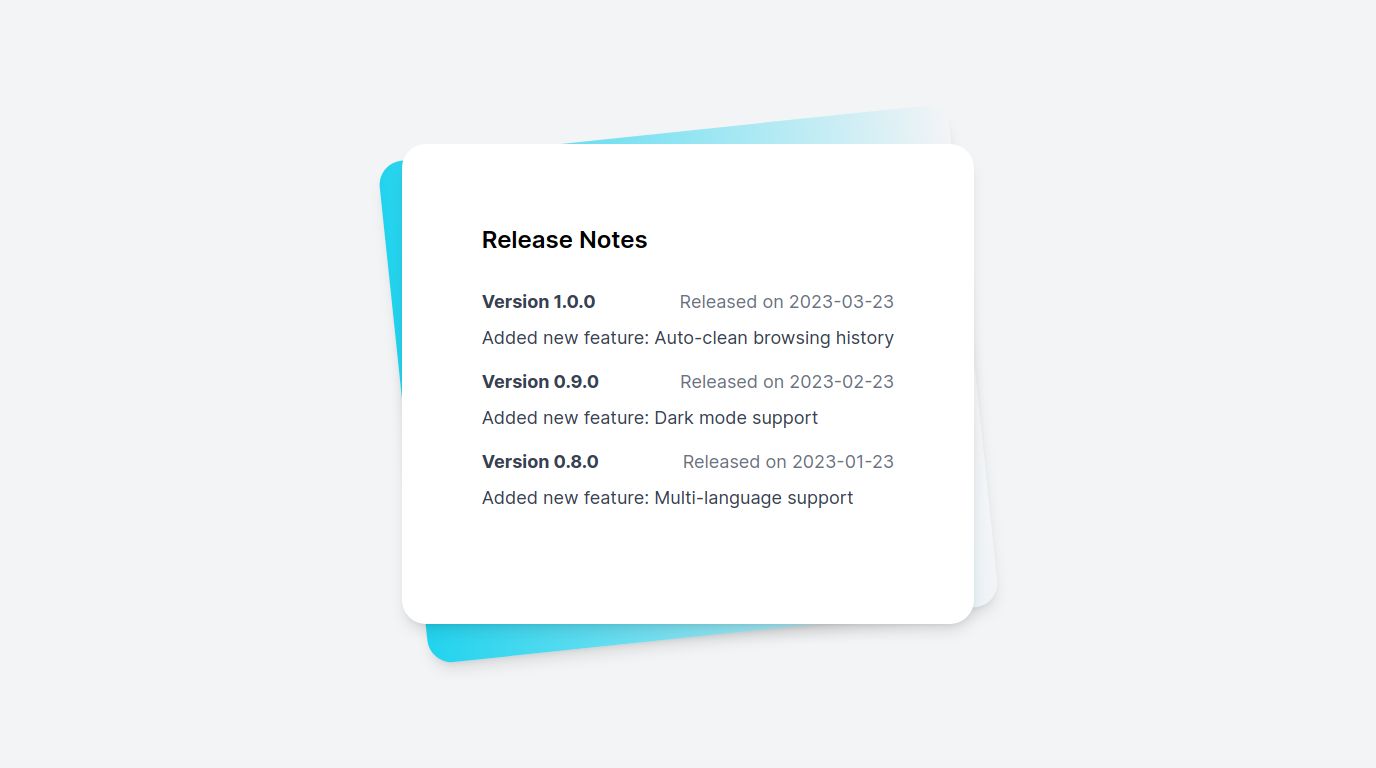 Release Notes
Version 1.0.0 Released on 2023-03-23
Added new feature: Auto-clean browsing history
Version 0.9.0 Released on 2023-02-23
Added new feature: Dark mode support
Version 0.8.0 Released on 2023-01-23
Added new feature: Multi-language support